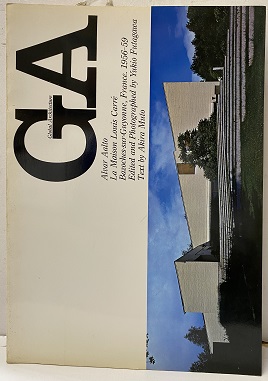 GA
Global Architecture
Alvar Aalto
La Maison Louis Carré
Bazoches-sur-Guyonne, France. 1956-59
Edited and Photographed by Yukio Futagawa
Text by Akira Muto